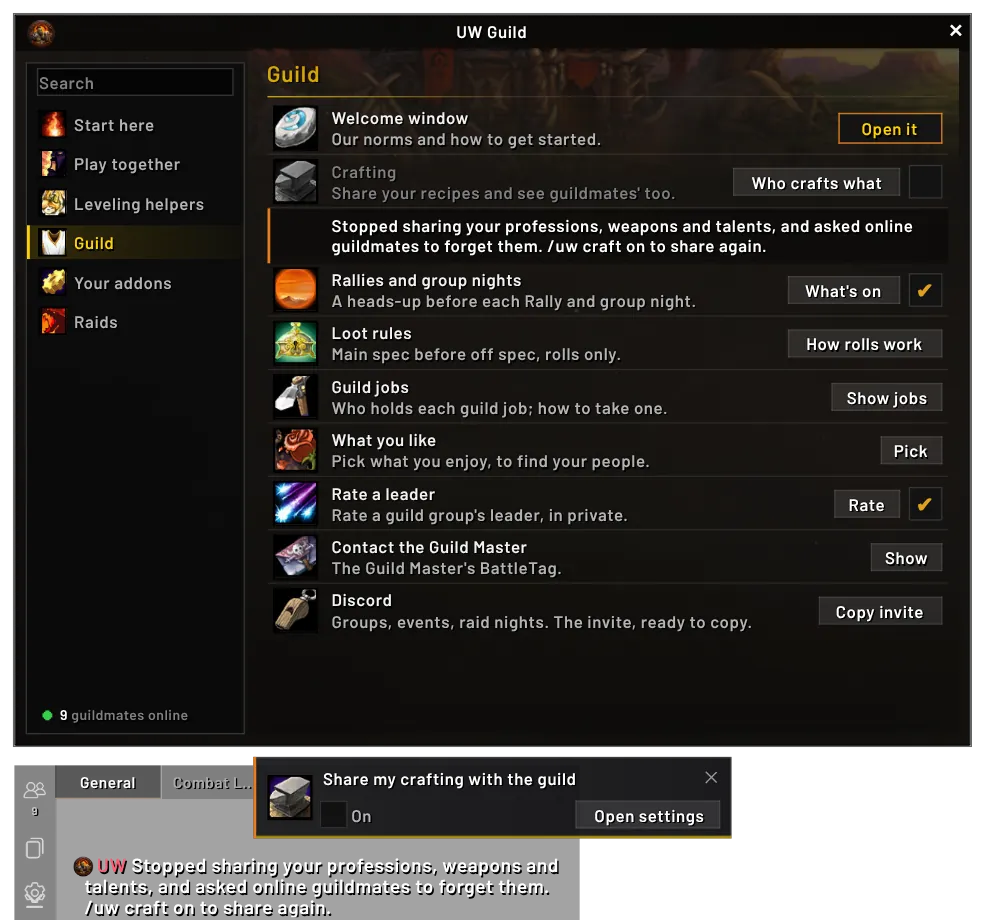 UW Guild
Search
Start here
Play together
Leveling helpers
Guild
Your addons
Raids
9 guildmates online
Guild
Welcome window
Our norms and how to get started.
Open it
Crafting
Share your recipes and see guildmates' too.
Who crafts what
Stopped sharing your professions, weapons and talents, and asked online
guildmates to forget them. /uw craft on to share again.
Rallies and group nights
A heads-up before each Rally and group night.
What's on
Loot rules
Main spec before off spec, rolls only.
How rolls work
Guild jobs
Who holds each guild job; how to take one.
Show jobs
What you like
Pick what you enjoy, to find your people.
Pick
Rate a leader
Rate a guild group's leader, in private.
Rate
Contact the Guild Master
The Guild Master's BattleTag.
Show
Discord
Groups, events, raid nights. The invite, ready to copy.
Copy invite
9
General
Combat L...
Share my crafting with the guild
On
Open settings
UW Stopped sharing your professions, weapons and
talents, and asked online guildmates to forget them.
/uw craft on to share again.